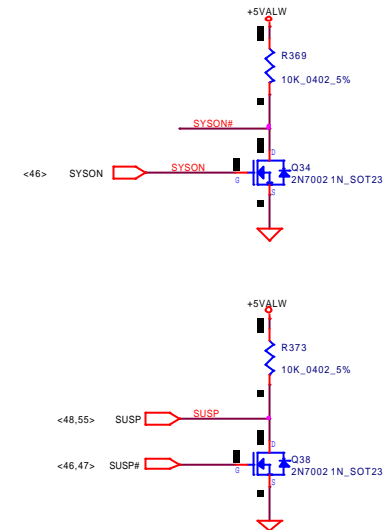 +5VALW
R369
10K_0402_5%
SYSON#
D
Q34
<46> SYSON SYSON
2N7002 1N_SOT23
G
S
+5VALW
R373
10K_0402_5%
<48,55> SUSP SUSP
D
Q38
<46,47> SUSP#
2N7002 1N_SOT23
G
S